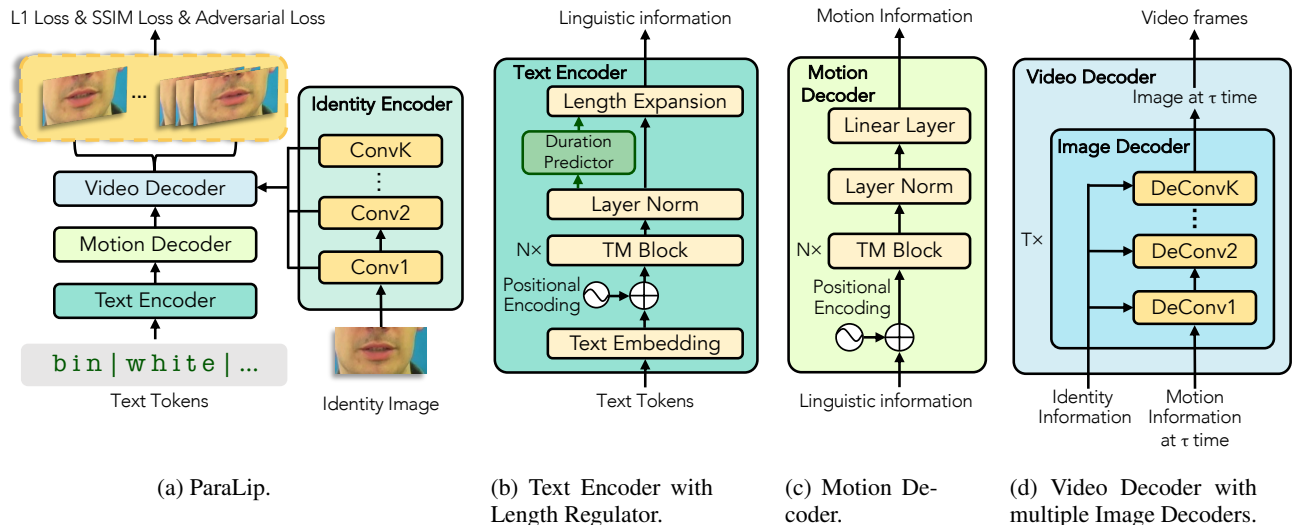 L1 Loss & SSIM Loss & Adversarial Loss
...
Identity Encoder
ConvK
...
Conv2
Conv1
Video Decoder
Motion Decoder
Text Encoder
b i n | w h i t e | ...
Text Tokens
Identity Image
(a) ParaLip.
Linguistic information
Text Encoder
Length Expansion
Duration
Predictor
Layer Norm
N×
TM Block
Positional
Encoding
Text Embedding
Text Tokens
(b) Text Encoder with
Length Regulator.
Motion Information
Motion
Decoder
Linear Layer
Layer Norm
N×
TM Block
Positional
Encoding
Linguistic information
(c) Motion De-
coder.
Video frames
Video Decoder
Image at τ time
Image Decoder
DeConvK
...
T×
DeConv2
DeConv1
Identity
Information
Motion
Information
at τ time
(d) Video Decoder with
multiple Image Decoders.